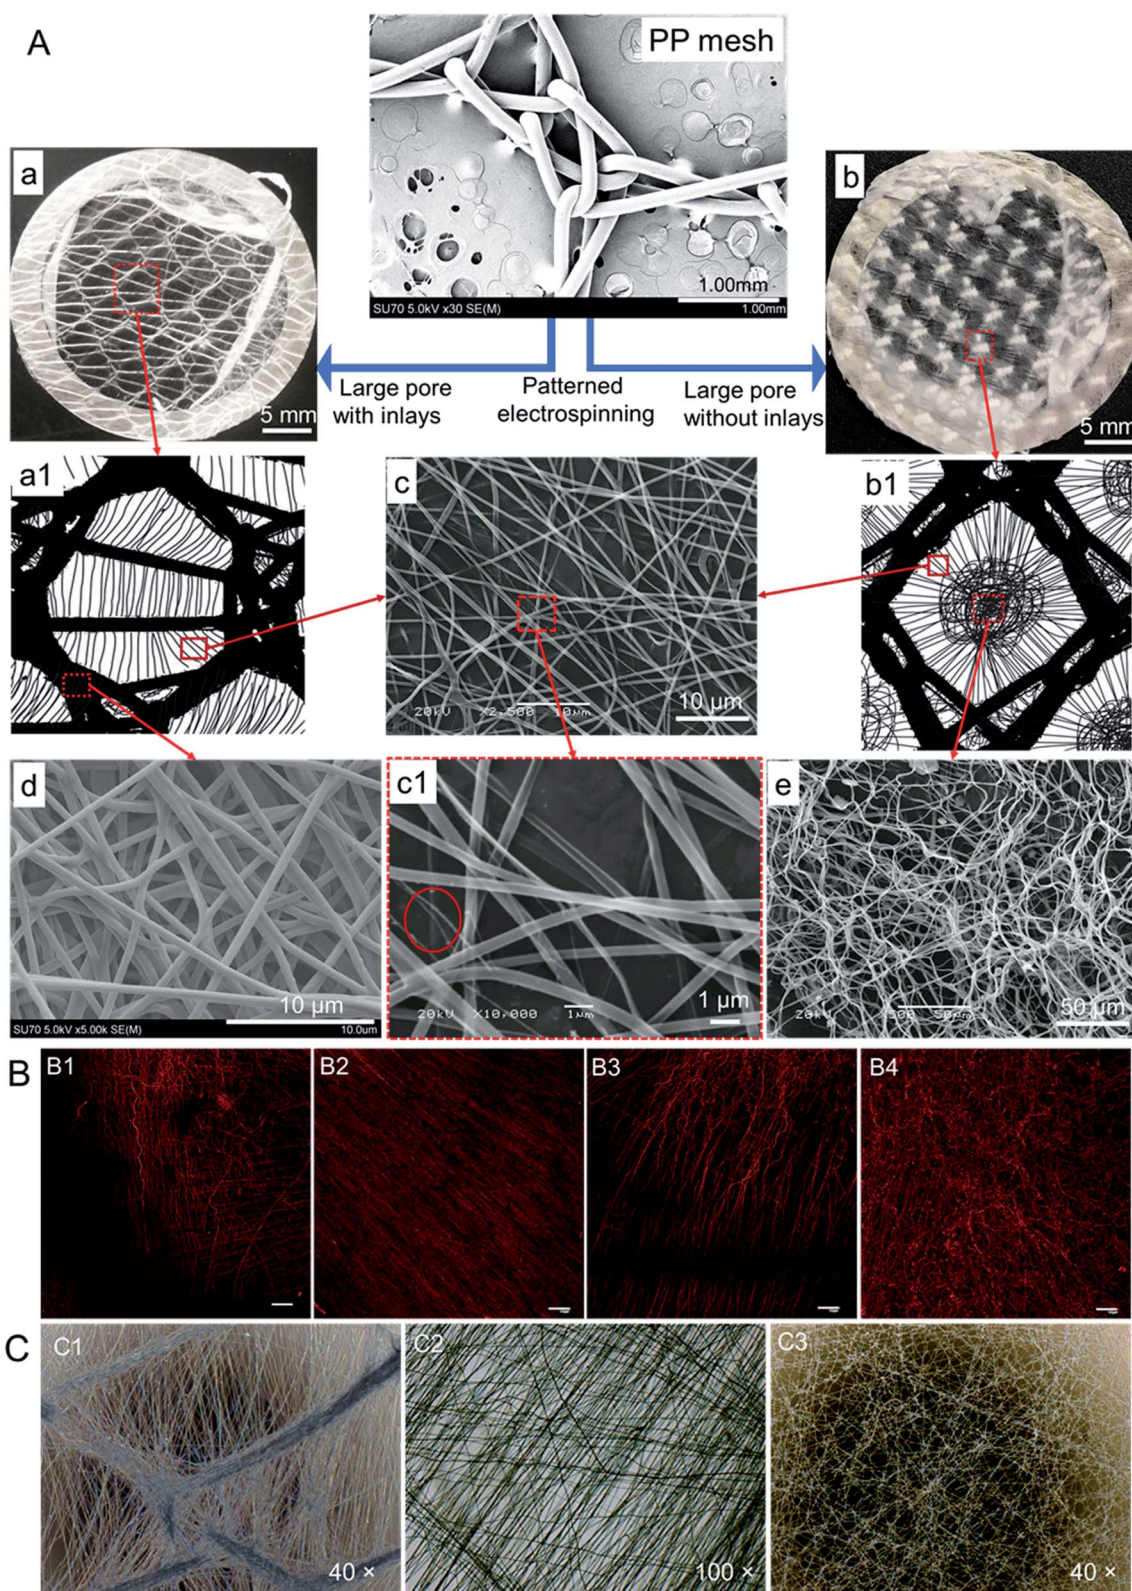 A
PP mesh
1.00mm
SU70 5.0kV x30 SE(M)
1.00mm
a
5 mm
b
5 mm
Large pore
with inlays
Patterned
electrospinning
Large pore
without inlays
a1
c
20kV X2,500 10μm
10 μm
b1
d
10 μm
SU70 5.0kV x5.00k SE(M)
10.0um
c1
20kV X10,000 1μm
1 μm
e
20kV X500 50μm
50 μm
B
B1
B2
B3
B4
C
C1
40 ×
C2
100 ×
C3
40 ×